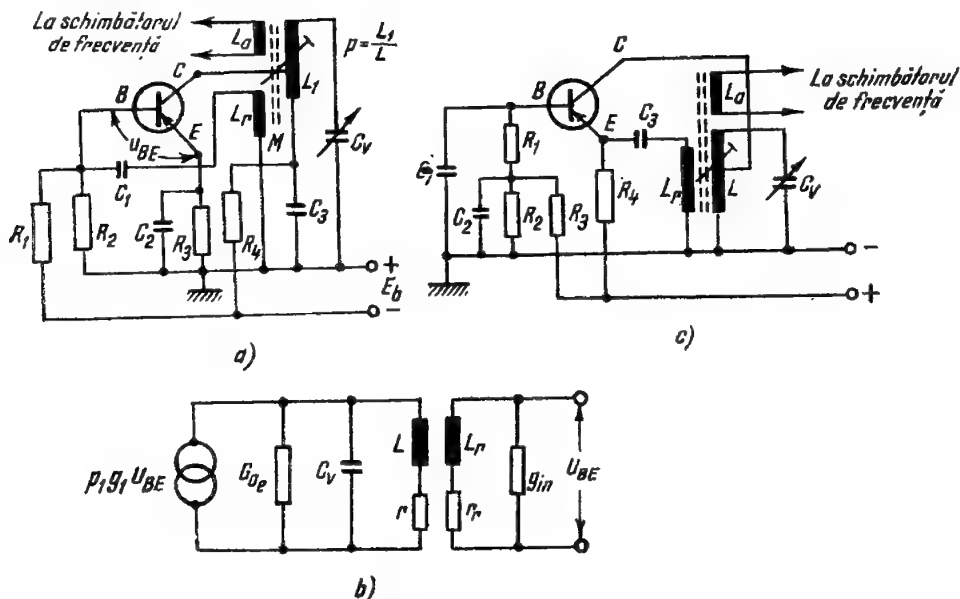 La schimbătorul
de frecvență
La
C
L1
p = L1/L
B
uBE
E
Lr
M
Cv
C1
R1
R2
C2
R3
R4
C3
+
Eb
-
a)
C
B
E
C3
La
La schimbătorul
de frecvență
R1
C2
R2
R3
R4
Lr
L
Cv
-
+
c)
p1g1UBE
G0e
Cv
L
r
Lr
rr
gin
UBE
b)